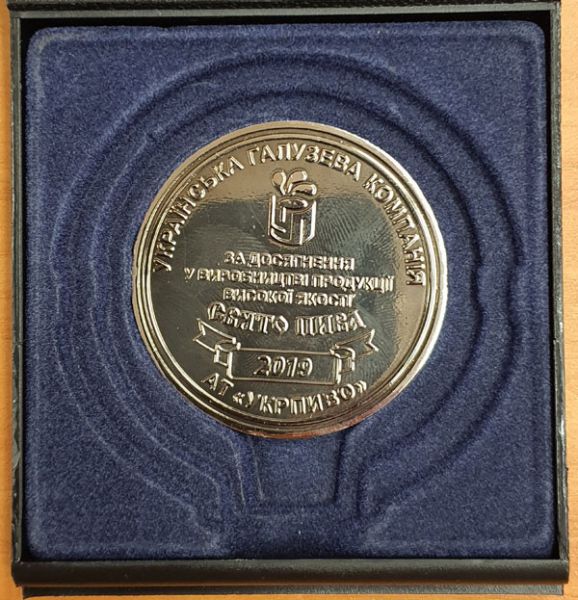 УКРАЇНСЬКА ГАЛУЗЕВА КОМПАНІЯ
ЗА ДОСЯГНЕННЯ
У ВИРОБНИЦТВІ ПРОДУКЦІЇ
ВИСОКОЇ ЯКОСТІ
СВЯТО ПИВА
2019
АТ «УКРПИВО»